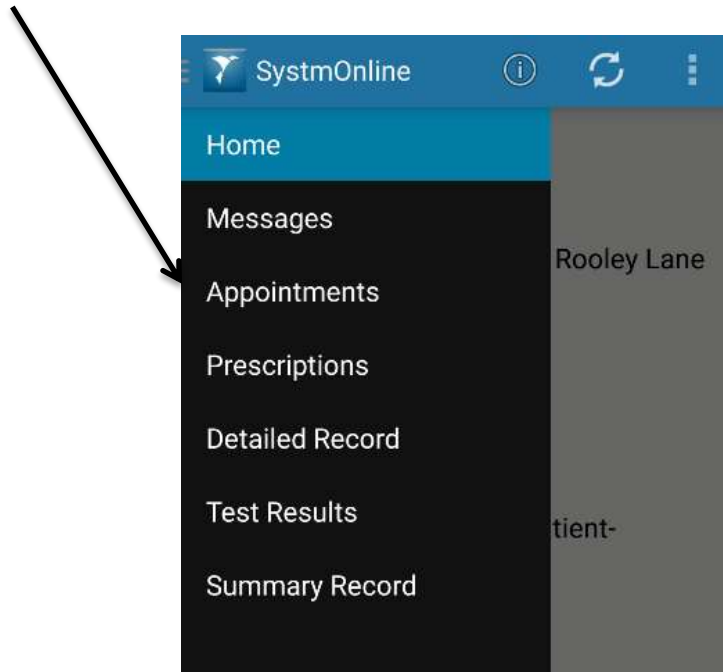 SystmOnline
Home
Messages
Rooley Lane
Appointments
Prescriptions
Detailed Record
Test Results
tient-
Summary Record